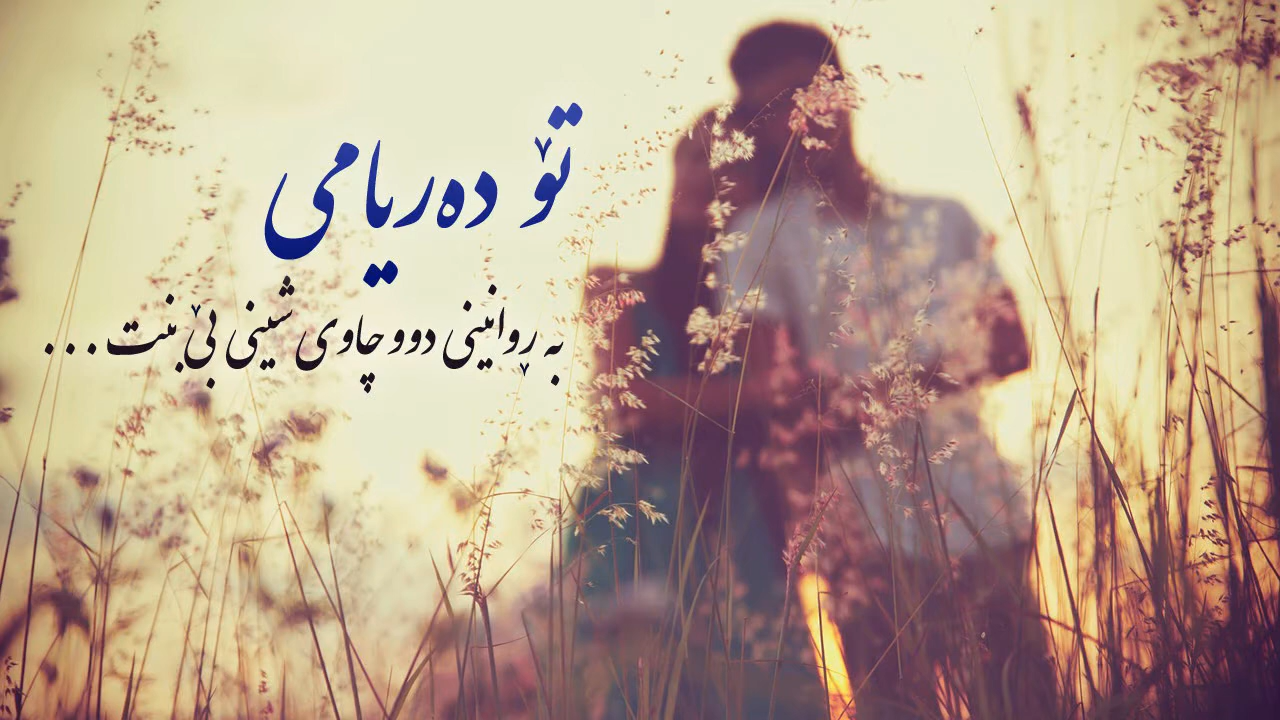 تۆ دەریامی
بە ڕوانینی دوو چاوی شینی بێ بنت...